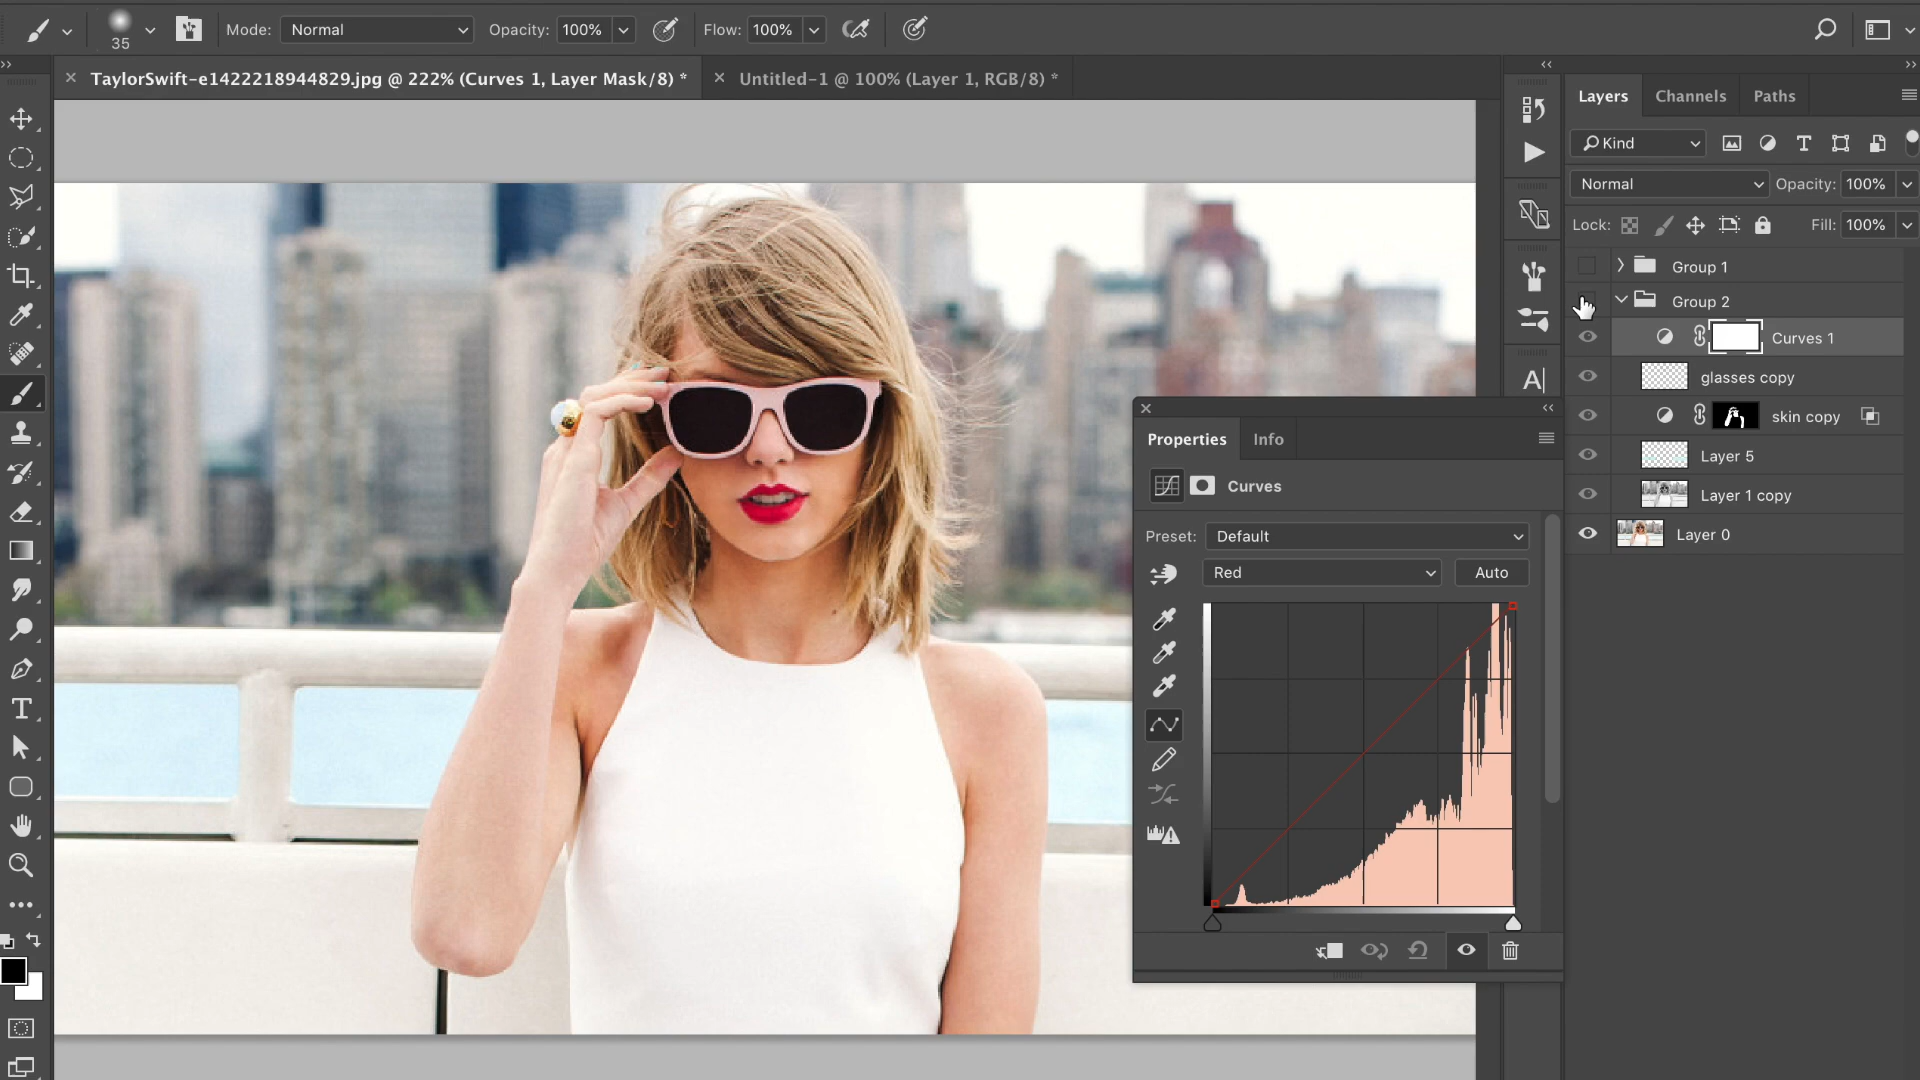 35
Mode: Normal
Opacity: 100%
Flow: 100%
TaylorSwift-e1422218944829.jpg @ 222% (Curves 1, Layer Mask/8) *
Untitled-1 @ 100% (Layer 1, RGB/8) *
Layers
Channels
Paths
Kind
Normal
Opacity: 100%
Lock:
Fill: 100%
Group 1
Group 2
Curves 1
glasses copy
skin copy
Layer 5
Layer 1 copy
Layer 0
Properties
Info
Curves
Preset: Default
Red
Auto